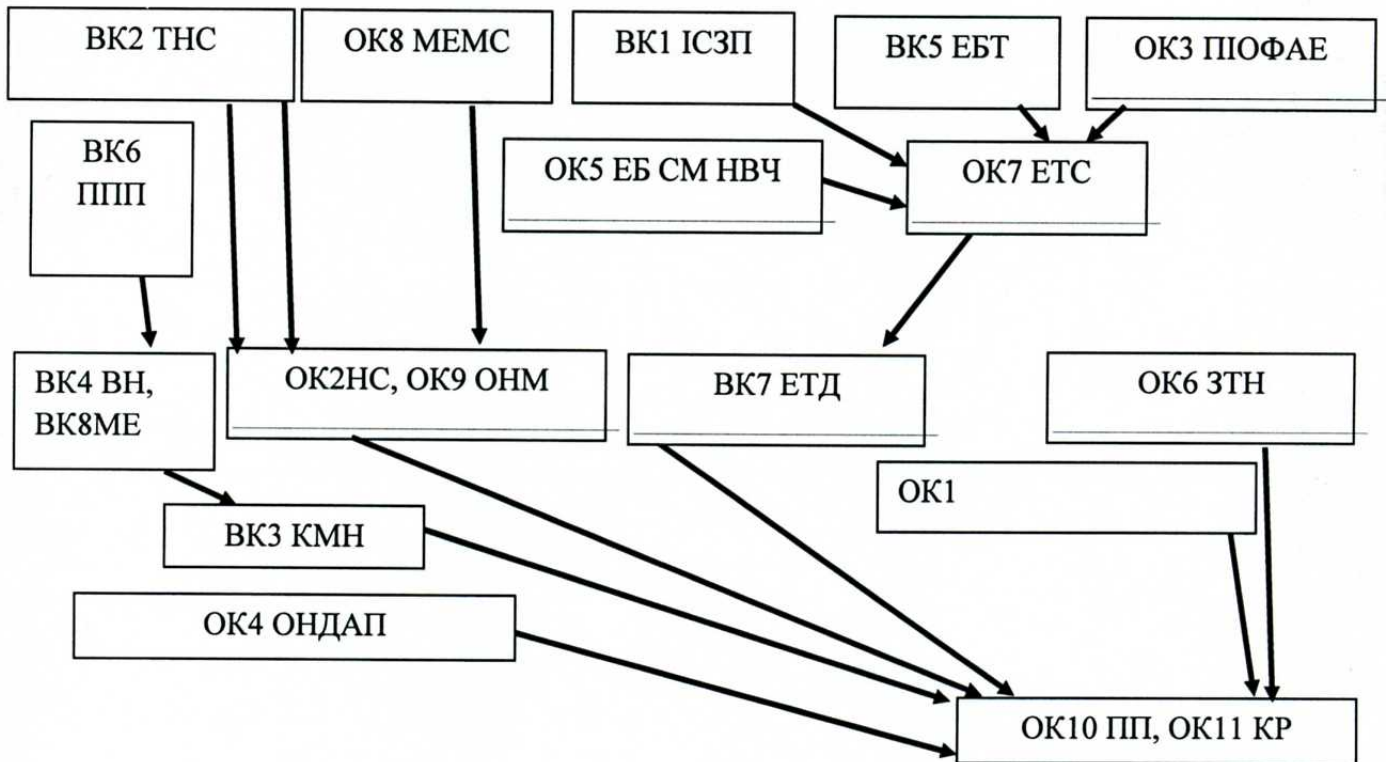 ВК2 ТНС
ОК8 МЕМС
ВК1 ІСЗП
ВК5 ЕБТ
ОК3 ПІОФАЕ
ВК6
ППП
ОК5 ЕБ СМ НВЧ
ОК7 ЕТС
ВК4 ВН,
ВК8МЕ
ОК2НС, ОК9 ОНМ
ВК7 ЕТД
ОК6 ЗТН
ОК1
ВК3 КМН
ОК4 ОНДАП
ОК10 ПП, ОК11 КР